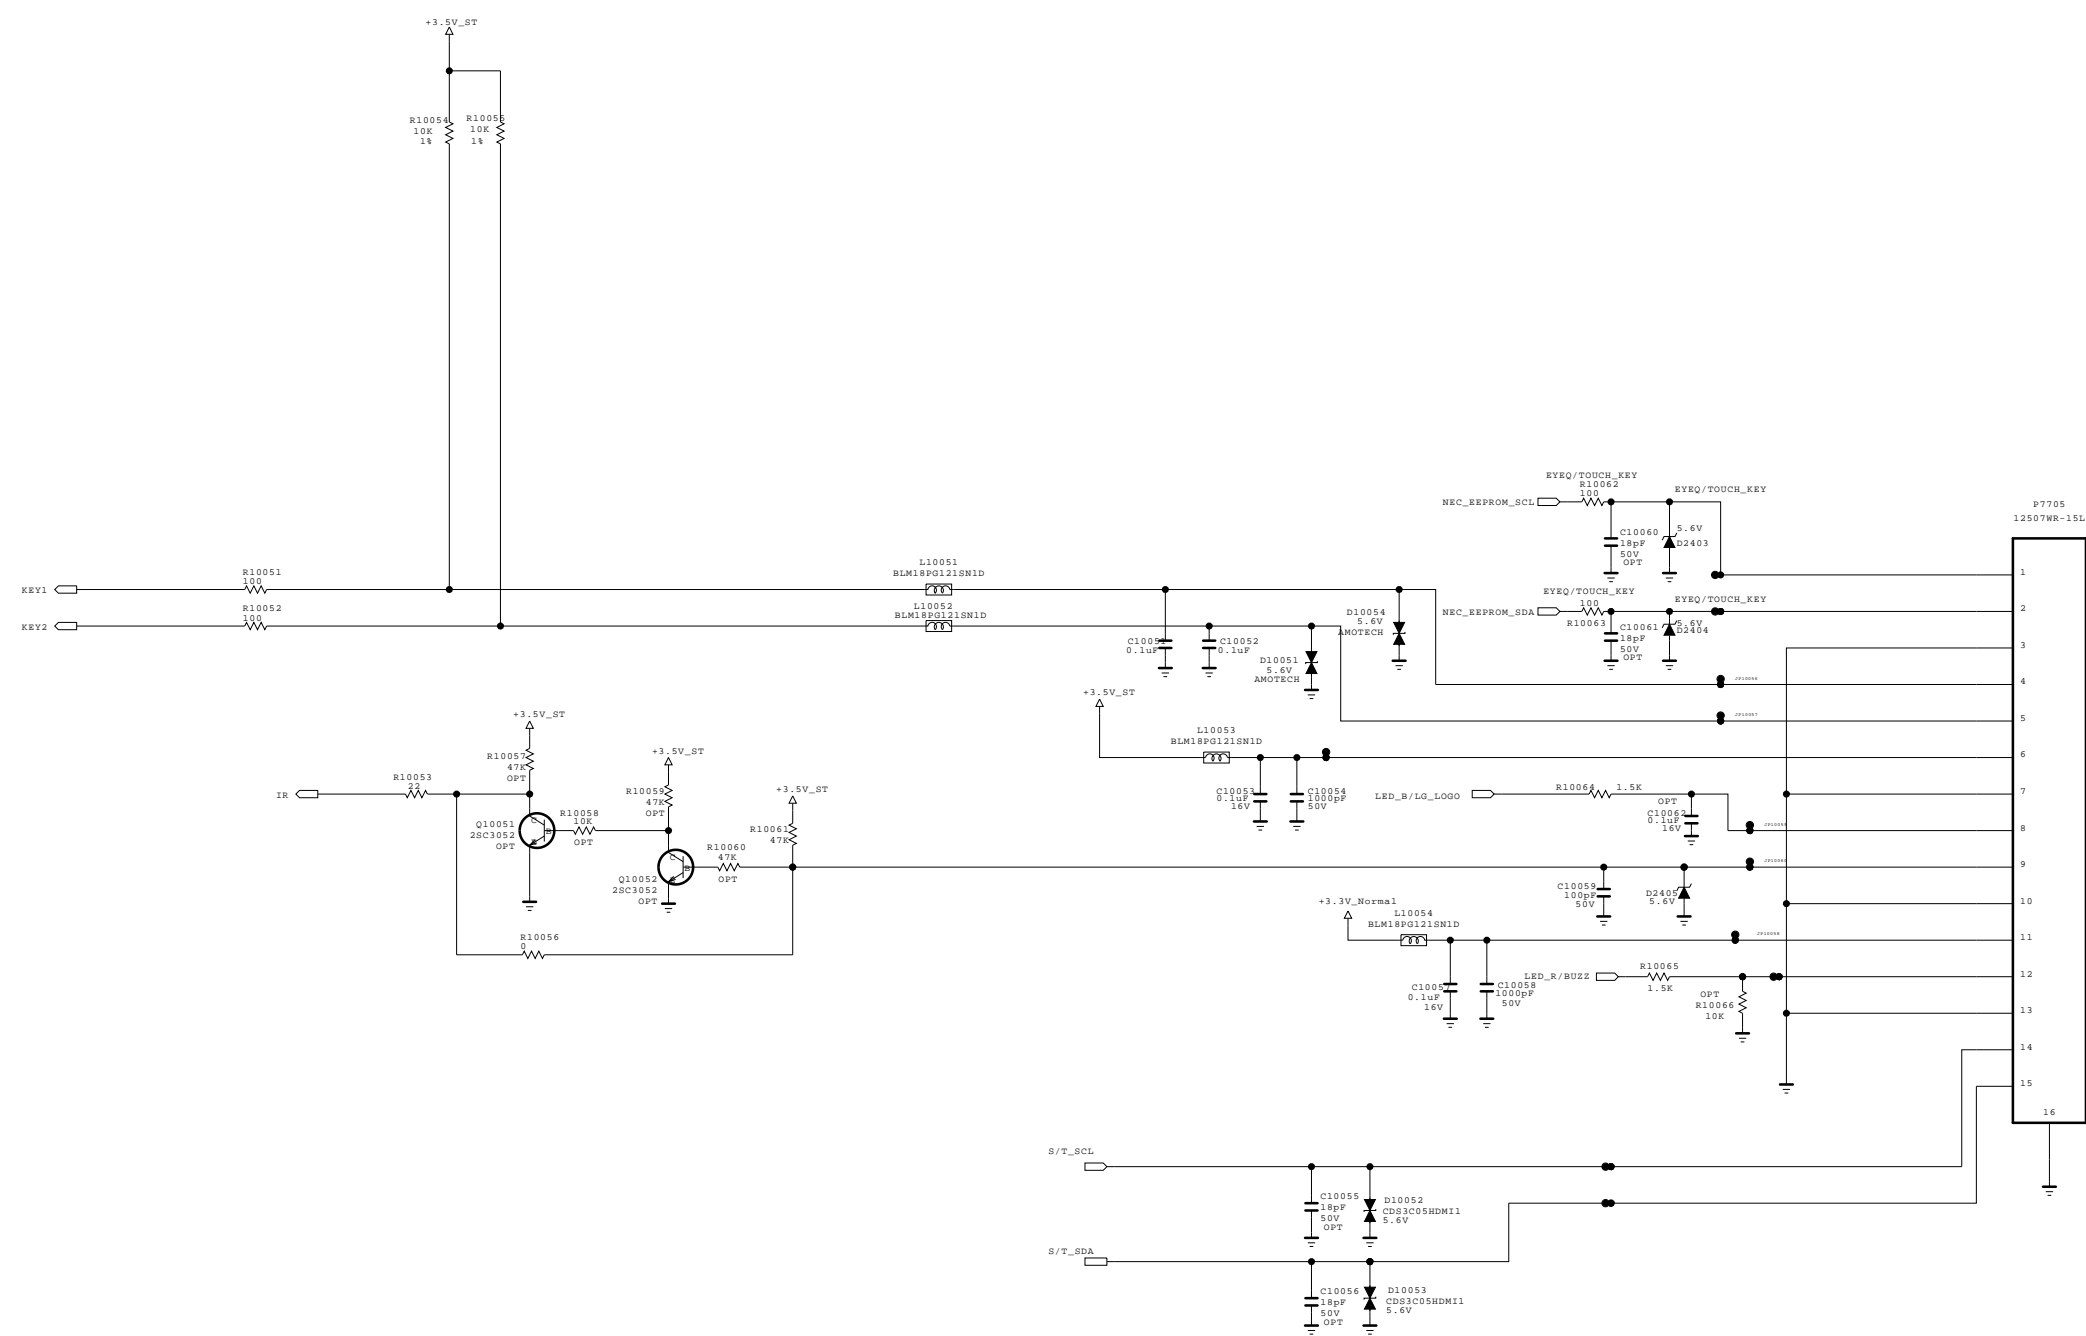 +3.5V_ST
R10054
10K
1%
R10055
10K
1%
EYEQ/TOUCH_KEY
R10062
100
NEC_EEPROM_SCL
EYEQ/TOUCH_KEY
C10060
18pF
50V
OPT
5.6V
D2403
P7705
12507WR-15L
KEY1
R10051
100
L10051
BLM18PG121SN1D
KEY2
R10052
100
L10052
BLM18PG121SN1D
C10051
0.1uF
C10052
0.1uF
D10051
5.6V
AMOTECH
D10054
5.6V
AMOTECH
EYEQ/TOUCH_KEY
100
R10063
NEC_EEPROM_SDA
EYEQ/TOUCH_KEY
C10061
18pF
50V
OPT
5.6V
D2404
JP10056
JP10057
+3.5V_ST
L10053
BLM18PG121SN1D
C10053
0.1uF
16V
C10054
1000pF
50V
+3.5V_ST
R10057
47K
OPT
+3.5V_ST
R10059
47K
OPT
+3.5V_ST
R10061
47K
IR
R10053
22
Q10051
2SC3052
OPT
C
B
E
R10058
10K
OPT
Q10052
2SC3052
OPT
C
B
E
R10060
47K
OPT
R10056
0
LED_B/LG_LOGO
R10064
1.5K
OPT
C10062
0.1uF
16V
C10059
100pF
50V
D2405
5.6V
+3.3V_Normal
L10054
BLM18PG121SN1D
JP10058
C1005
0.1uF
16V
C10058
1000pF
50V
LED_R/BUZZ
R10065
1.5K
OPT
R10066
10K
1
2
3
4
5
6
7
8
9
10
11
12
13
14
15
16
S/T_SCL
C10055
18pF
50V
OPT
D10052
CDS3C05HDMI1
5.6V
S/T_SDA
C10056
18pF
50V
OPT
D10053
CDS3C05HDMI1
5.6V